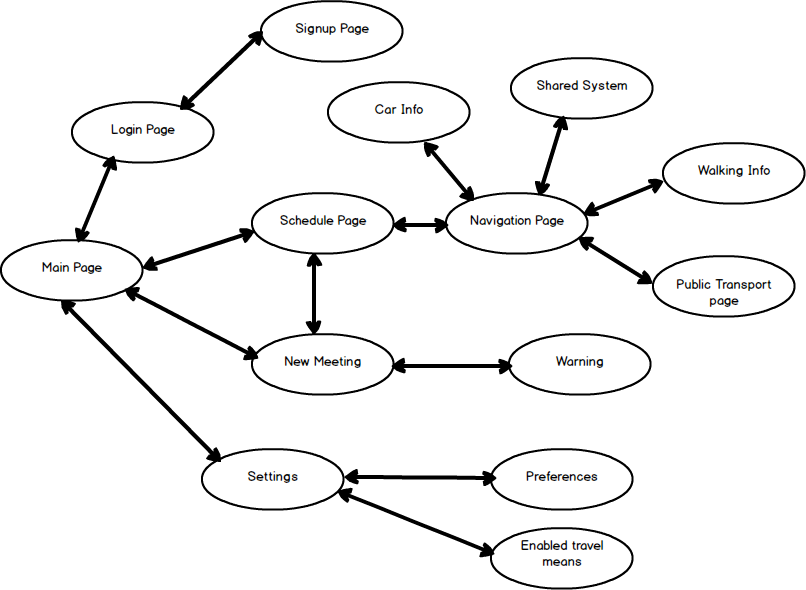 Signup Page
Shared System
Car Info
Login Page
Walking Info
Schedule Page
Navigation Page
Main Page
Public Transport
page
New Meeting
Warning
Settings
Preferences
Enabled travel
means